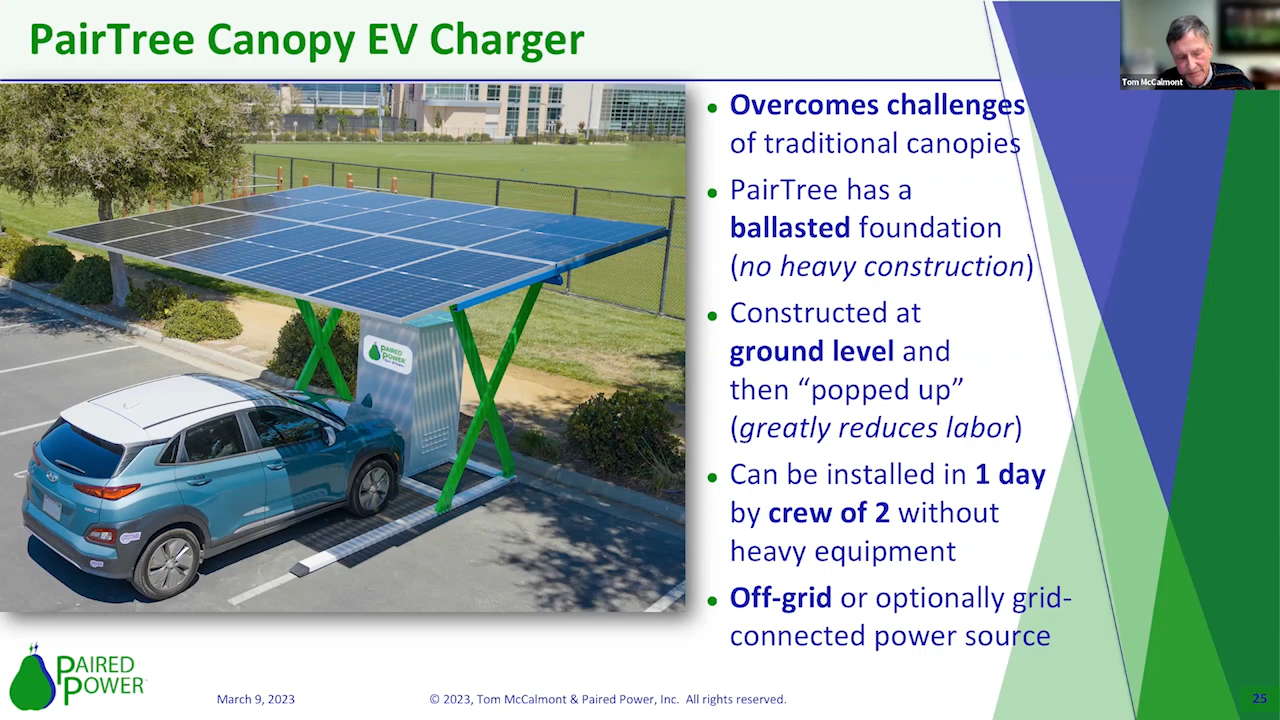 PairTree Canopy EV Charger
Tom McCalmont
• Overcomes challenges
of traditional canopies
• PairTree has a
ballasted foundation
(no heavy construction)
• Constructed at
ground level and
then “popped up”
(greatly reduces labor)
• Can be installed in 1 day
by crew of 2 without
heavy equipment
• Off-grid or optionally grid-
connected power source
PAIRED
POWER
PAIRED
POWER
March 9, 2023
© 2023, Tom McCalmont & Paired Power, Inc. All rights reserved.
25